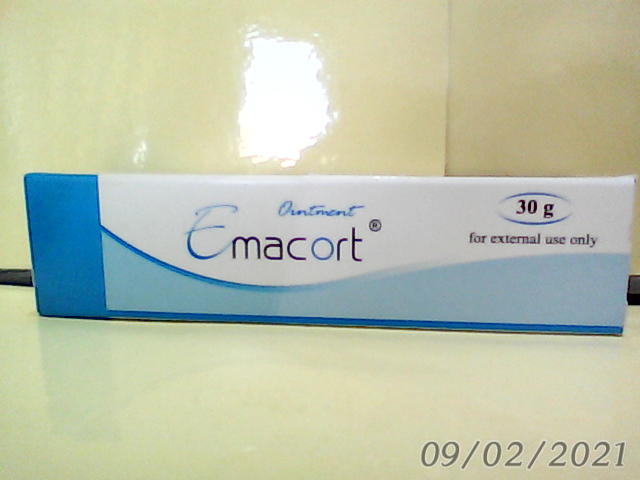 Ointment
Emacort®
30 g
for external use only
09/02/2021